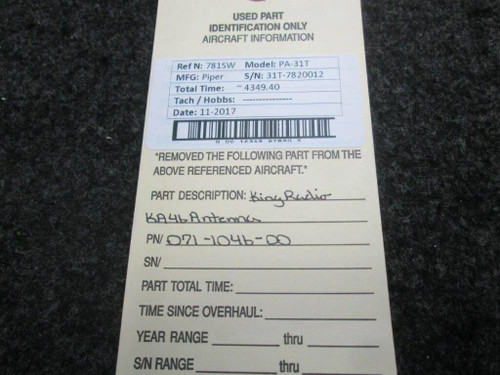 USED PART
IDENTIFICATION ONLY
AIRCRAFT INFORMATION
Ref N: 7815W Model: PA-31T
MFG: Piper S/N: 31T-7820012
Total Time: ~4349.40
Tach / Hobbs: ---------------
Date: 11-2017
*REMOVED THE FOLLOWING PART FROM THE
ABOVE REFERENCED AIRCRAFT.*
PART DESCRIPTION: King Radio
KA46 Antenna
PN/ 071-1046-00
SN/
PART TOTAL TIME:
TIME SINCE OVERHAUL:
YEAR RANGE thru
S/N RANGE thru